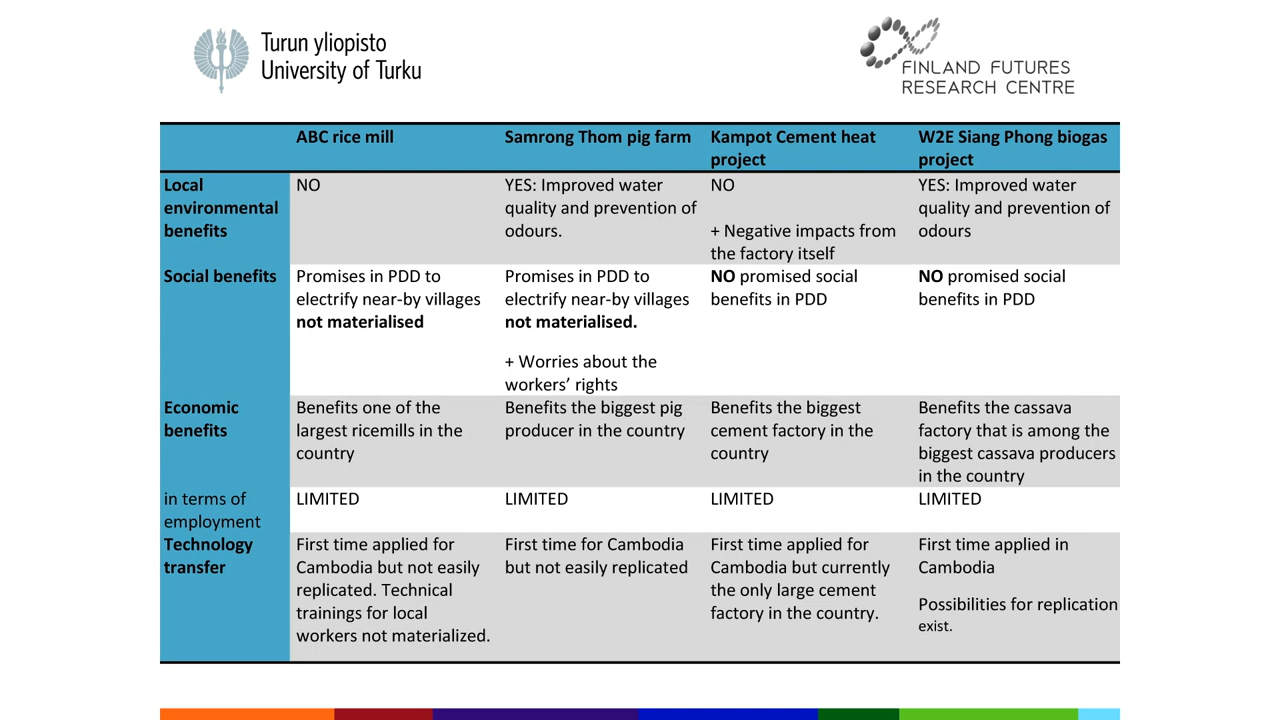 Turun yliopisto
University of Turku
FINLAND FUTURES
RESEARCH CENTRE
ABC rice mill
Samrong Thom pig farm
Kampot Cement heat
project
W2E Siang Phong biogas
project
Local
environmental
benefits
NO
YES: Improved water
quality and prevention of
odours.
NO
+ Negative impacts from
the factory itself
YES: Improved water
quality and prevention of
odours
Social benefits
Promises in PDD to
electrify near-by villages
not materialised
Promises in PDD to
electrify near-by villages
not materialised.
+ Worries about the
workers’ rights
NO promised social
benefits in PDD
NO promised social
benefits in PDD
Economic
benefits
Benefits one of the
largest ricemills in the
country
Benefits the biggest pig
producer in the country
Benefits the biggest
cement factory in the
country
Benefits the cassava
factory that is among the
biggest cassava producers
in the country
in terms of
employment
LIMITED
LIMITED
LIMITED
LIMITED
Technology
transfer
First time applied for
Cambodia but not easily
replicated. Technical
trainings for local
workers not materialized.
First time for Cambodia
but not easily replicated
First time applied for
Cambodia but currently
the only large cement
factory in the country.
First time applied in
Cambodia
Possibilities for replication
exist.